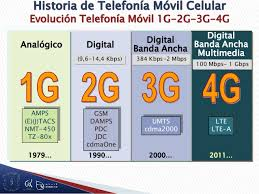 Historia de Telefonía Móvil Celular
Evolución Telefonía Móvil 1G-2G-3G-4G
Analógico
Digital
(9,6-14,4 Kbps)
Digital
Banda Ancha
384 Kbps-2 Mbps
Digital
Banda Ancha
Multimedia
100 Mbps- 1 Gbps
1G
2G
3G
4G
AMPS
(E)(J)TACS
NMT-450
TZ-80x
GSM
DAMPS
PDC
JDC
cdmaOne
UMTS
cdma2000
LTE
LTE-A
1979...
1990...
2000...
2011...